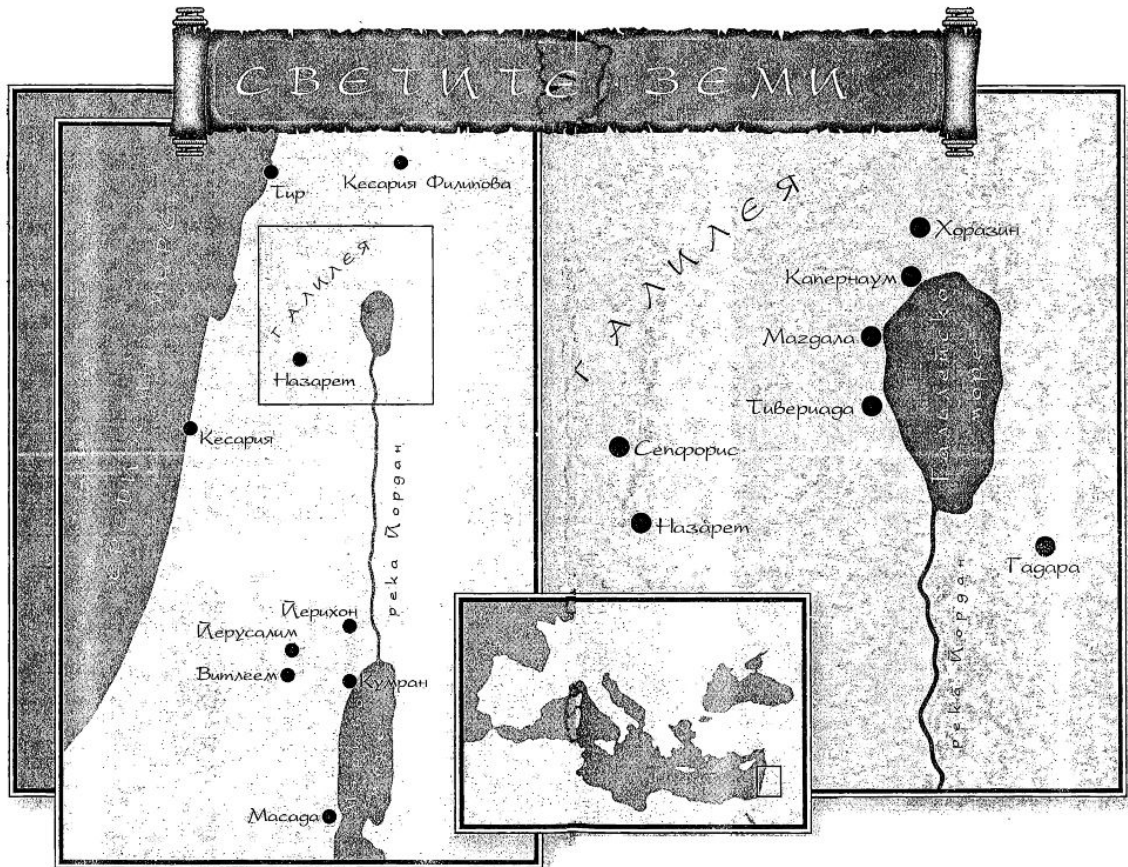 СВЕТИТЕ ЗЕМИ
Тир
Кесария Филипова
ГАЛИЛЕЯ
Назарет
Кесария
река Йордан
Йерихон
Йерусалим
Витлеем
Кумран
Масада
ГАЛИЛЕЯ
Хоразин
Капернаум
Магдала
Тивериада
Галилейско
море
Сепфорис
Назарет
Гадара
река Йордан